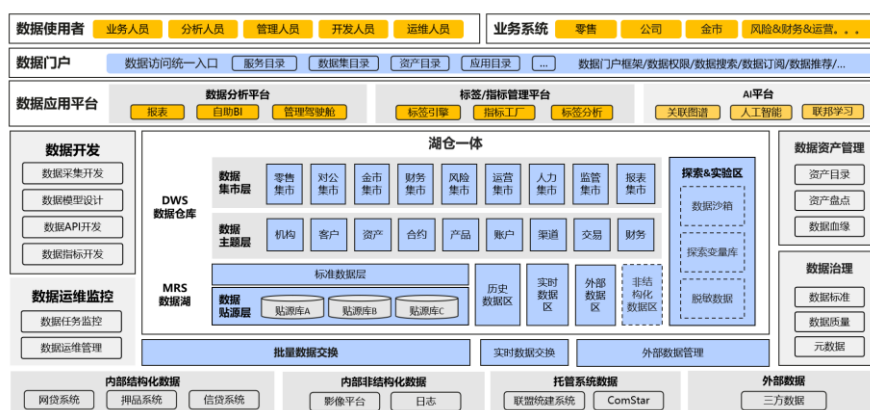 数据使用者 业务人员 分析人员 管理人员 开发人员 运维人员
业务系统 零售 公司 金市 风险&财务&运营。。。
数据门户 数据访问统一入口 服务目录 数据集目录 资产目录 应用目录 ... 数据门户框架/数据权限/数据搜索/数据订阅/数据推荐/...
数据应用平台
数据分析平台
报表 自助BI 管理驾驶舱
标签/指标管理平台
标签引擎 指标工厂 标签分析
AI平台
关联图谱 人工智能 联邦学习
数据开发
数据采集开发
数据模型设计
数据API开发
数据指标开发
数据运维监控
数据任务监控
数据运维管理
湖仓一体
DWS
数据仓库
数据
集市层
零售
集市
对公
集市
金市
集市
财务
集市
风险
集市
运营
集市
人力
集市
监管
集市
报表
集市
数据
主题层
机构 客户 资产 合约 产品 账户 渠道 交易 财务
MRS
数据湖
标准数据层
数据
贴源层
贴源库A 贴源库B 贴源库C
历史
数据区
实时
数据
区
外部
数据
区
非结
构化
数据区
探索&实验区
数据沙箱
探索变量库
脱敏数据
批量数据交换 实时数据交换 外部数据管理
数据资产管理
资产目录
资产盘点
数据血缘
数据治理
数据标准
数据质量
元数据
内部结构化数据
网贷系统 押品系统 信贷系统
内部非结构化数据
影像平台 日志
托管系统数据
联盟统建系统 ComStar
外部数据
三方数据